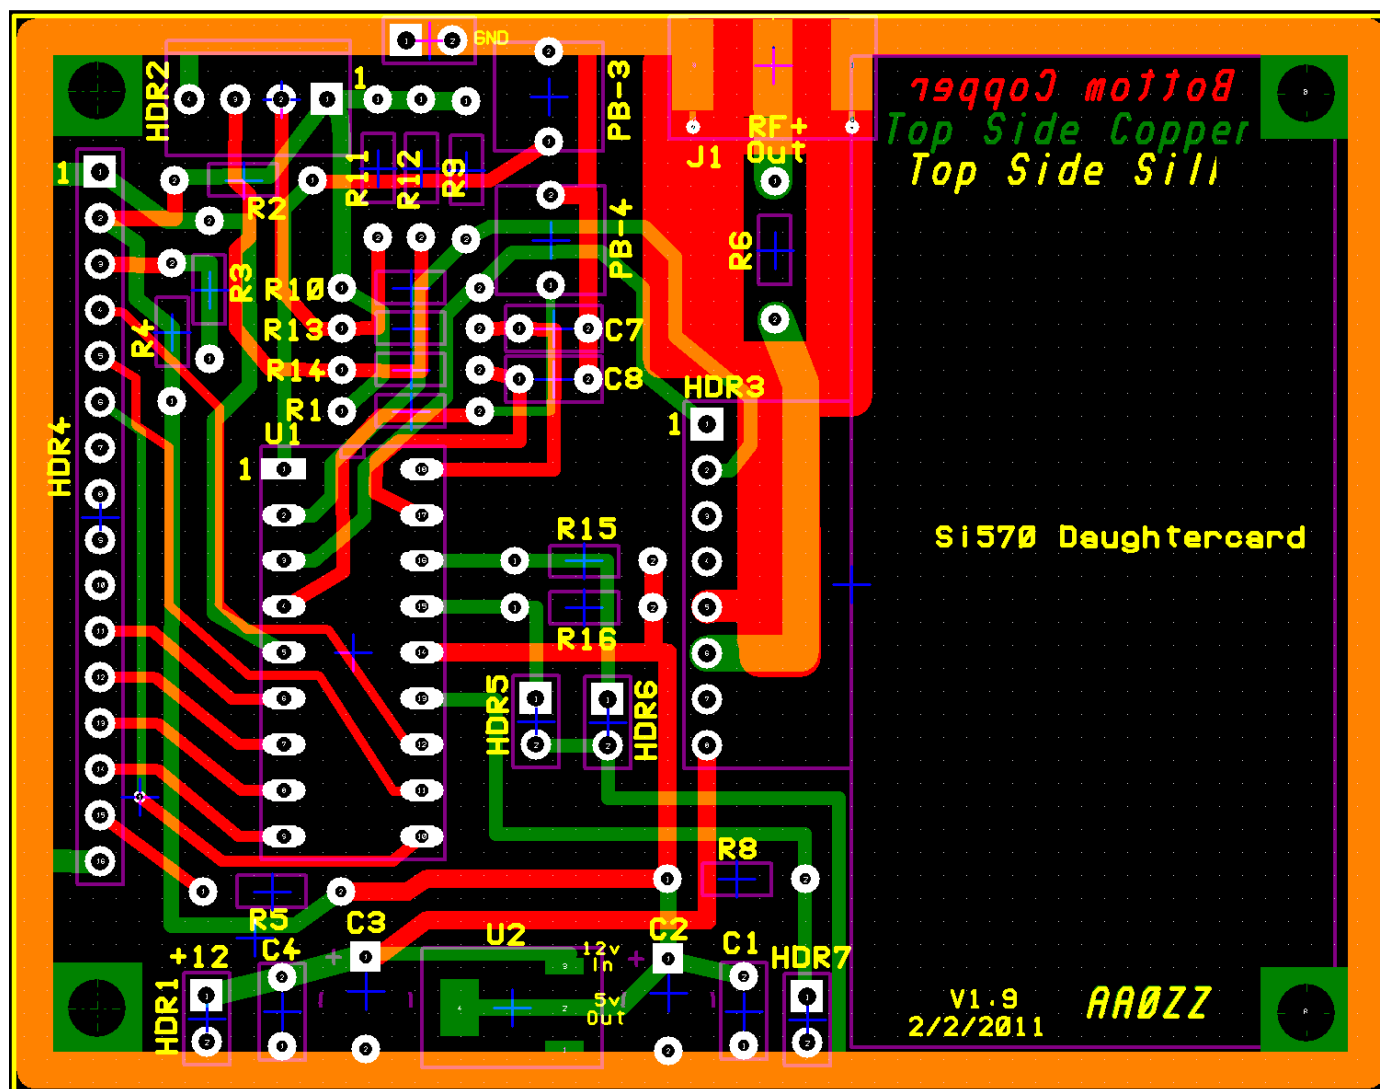 GND
HDR2
1
PB-3
Bottom Copper
Top Side Copper
Top Side Sil
RF+
Out
J1
1
R11
R12
R9
R2
PB-4
R6
R3
R10
R4
R13
C7
R14
C8
HDR3
R1
1
U1
HDR4
1
R15
Si570 Daughtercard
R16
HDR5
HDR6
R8
R5
C3
U2
C2
+12
C4
12v
In
C1
HDR7
+
+
HDR1
5v
Out
V1.9
2/2/2011
AAØZZ